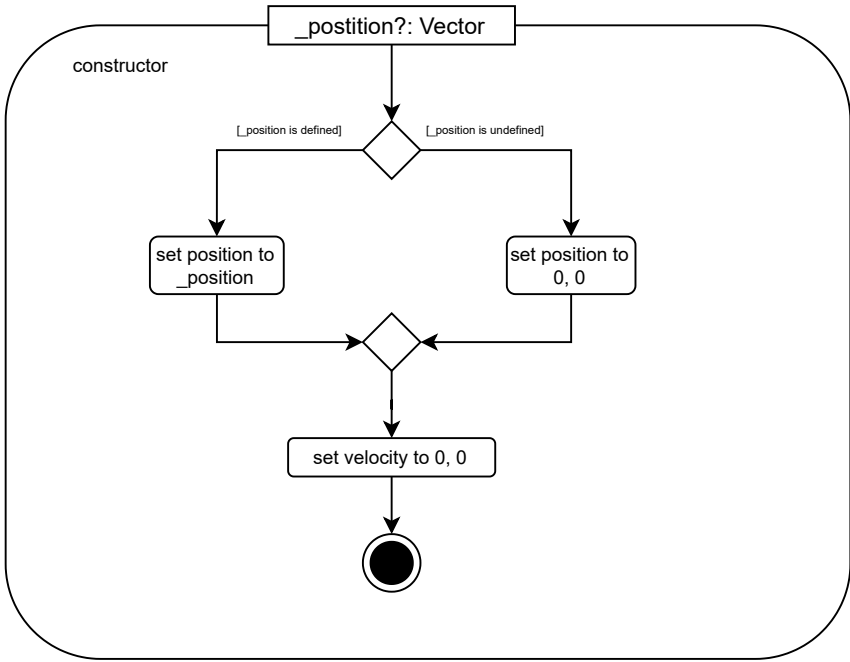 _postition?: Vector
constructor
[_position is defined]
[_position is undefined]
set position to
_position
set position to
0, 0
set velocity to 0, 0